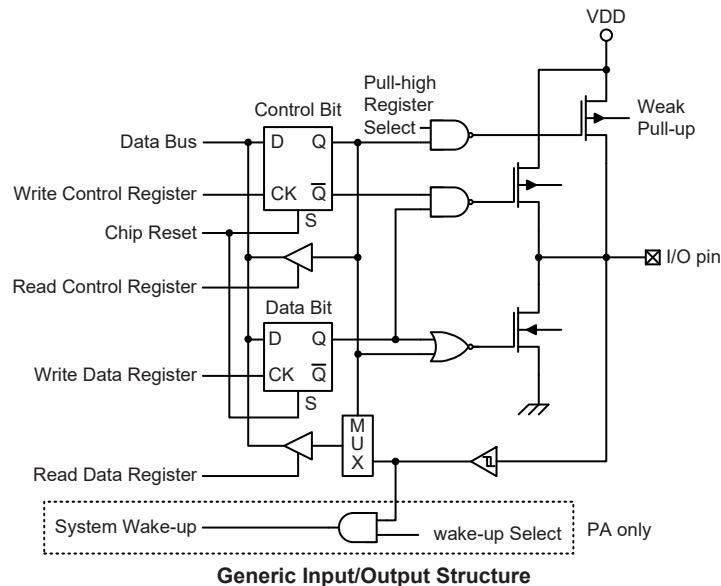 VDD
Pull-high
Register
Select
Weak
Pull-up
Control Bit
Data Bus
D Q
Write Control Register
CK Q̅
S
Chip Reset
I/O pin
Read Control Register
Data Bit
D Q
Write Data Register
CK Q̅
S
M
U
X
Read Data Register
System Wake-up
wake-up Select
PA only
Generic Input/Output Structure